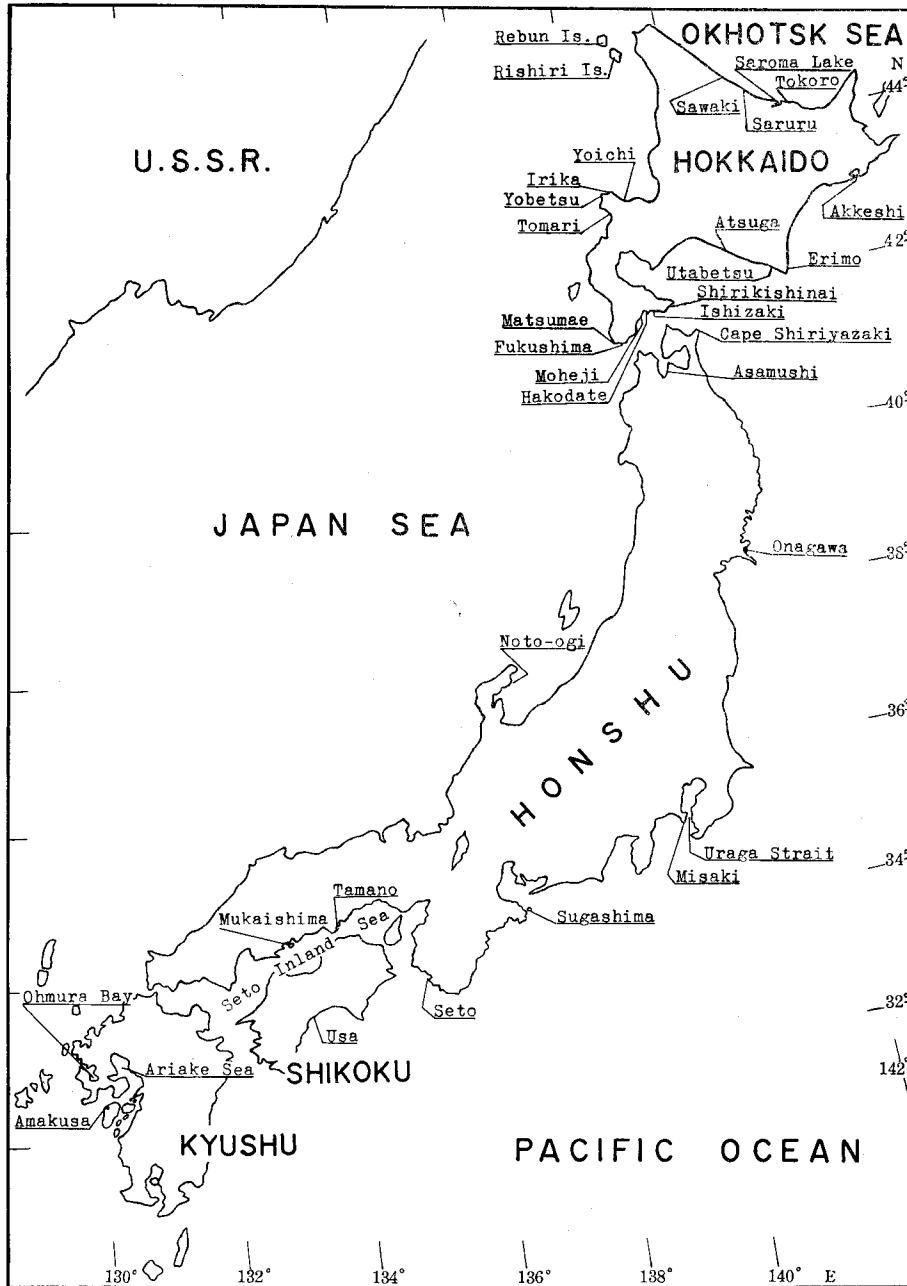 Rebun Is.
OKHOTSK SEA
Rishiri Is.
Saroma Lake
N
Tokoro
44°
Sawaki
Saruru
U.S.S.R.
Yoichi
HOKKAIDO
Irika
Yobetsu
Akkeshi
Tomari
Atsuga
42°
Utabetsu
Erimo
Shirikishinai
Matsumae
Ishizaki
Fukushima
Cape Shiriyazaki
Moheji
Asamushi
Hakodate
40°
JAPAN SEA
Onagawa
38°
Noto-ogi
36°
HONSHU
Uraga Strait
34°
Misaki
Tamano
Mukaishima
Sugashima
Seto Inland Sea
Ohmura Bay
Seto
32°
Usa
Ariake Sea
SHIKOKU
142°
Amakusa
KYUSHU
PACIFIC OCEAN
130°
132°
134°
136°
138°
140°
E